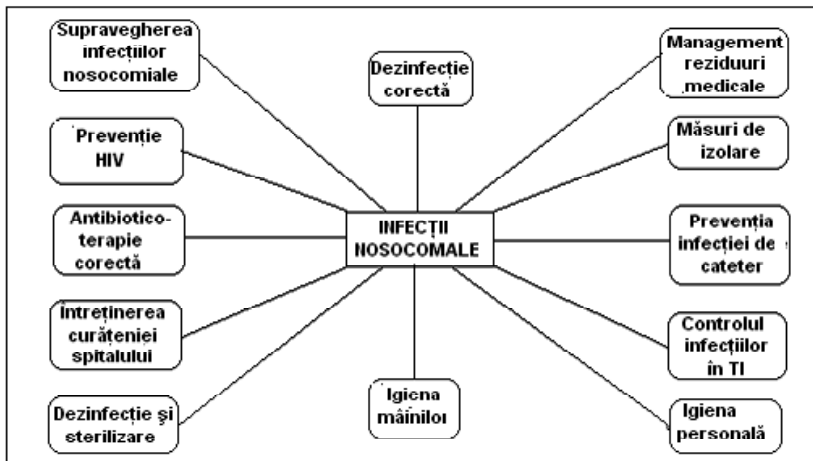 Supravegherea
infecțiilor
nosocomiale
Dezinfecție
corectă
Management
reziduuri
medicale
Prevenție
HIV
Măsuri de
izolare
Antibiotico-
terapie
corectă
INFECȚII
NOSOCOMALE
Prevenția
infecției de
cateter
Întreținerea
curățeniei
spitalului
Controlul
infecțiilor
în TI
Dezinfecție şi
sterilizare
Igiena
mâinilor
Igiena
personală